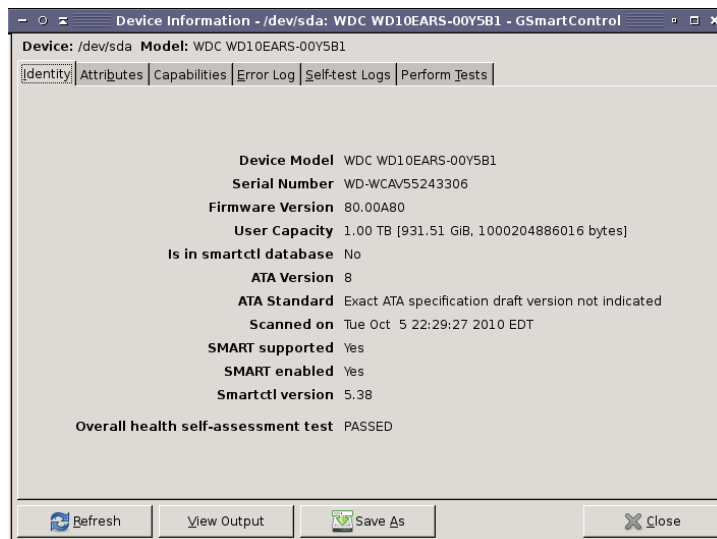 Device Information - /dev/sda: WDC WD10EARS-00Y5B1 - GSmartControl
Device: /dev/sda Model: WDC WD10EARS-00Y5B1
Identity Attributes Capabilities Error Log Self-test Logs Perform Tests
Device Model WDC WD10EARS-00Y5B1
Serial Number WD-WCAV55243306
Firmware Version 80.00A80
User Capacity 1.00 TB [931.51 GiB, 1000204886016 bytes]
Is in smartctl database No
ATA Version 8
ATA Standard Exact ATA specification draft version not indicated
Scanned on Tue Oct 5 22:29:27 2010 EDT
SMART supported Yes
SMART enabled Yes
Smartctl version 5.38
Overall health self-assessment test PASSED
Refresh View Output Save As Close